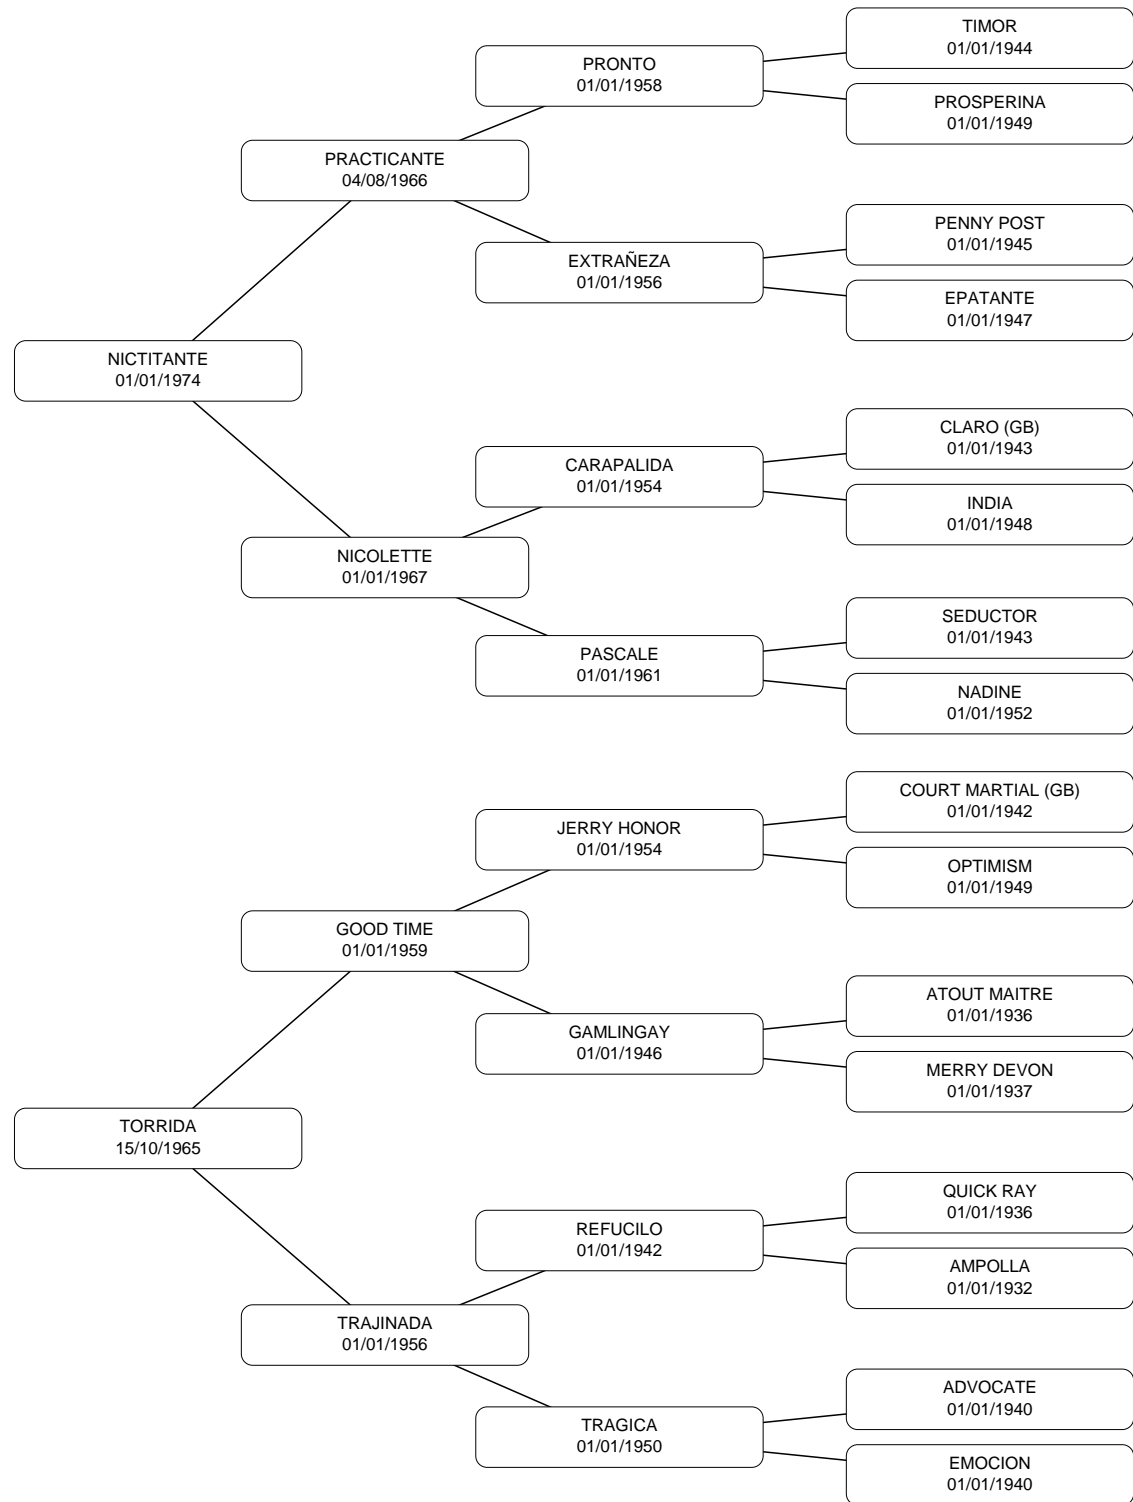 TIMOR
01/01/1944
PRONTO
01/01/1958
PROSPERINA
01/01/1949
PRACTICANTE
04/08/1966
PENNY POST
01/01/1945
EXTRAÑEZA
01/01/1956
EPATANTE
01/01/1947
NICTITANTE
01/01/1974
CLARO (GB)
01/01/1943
CARAPALIDA
01/01/1954
INDIA
01/01/1948
NICOLETTE
01/01/1967
SEDUCTOR
01/01/1943
PASCALE
01/01/1961
NADINE
01/01/1952
COURT MARTIAL (GB)
01/01/1942
JERRY HONOR
01/01/1954
OPTIMISM
01/01/1949
GOOD TIME
01/01/1959
ATOUT MAITRE
01/01/1936
GAMLINGAY
01/01/1946
MERRY DEVON
01/01/1937
TORRIDA
15/10/1965
QUICK RAY
01/01/1936
REFUCILO
01/01/1942
AMPOLLA
01/01/1932
TRAJINADA
01/01/1956
ADVOCATE
01/01/1940
TRAGICA
01/01/1950
EMOCION
01/01/1940